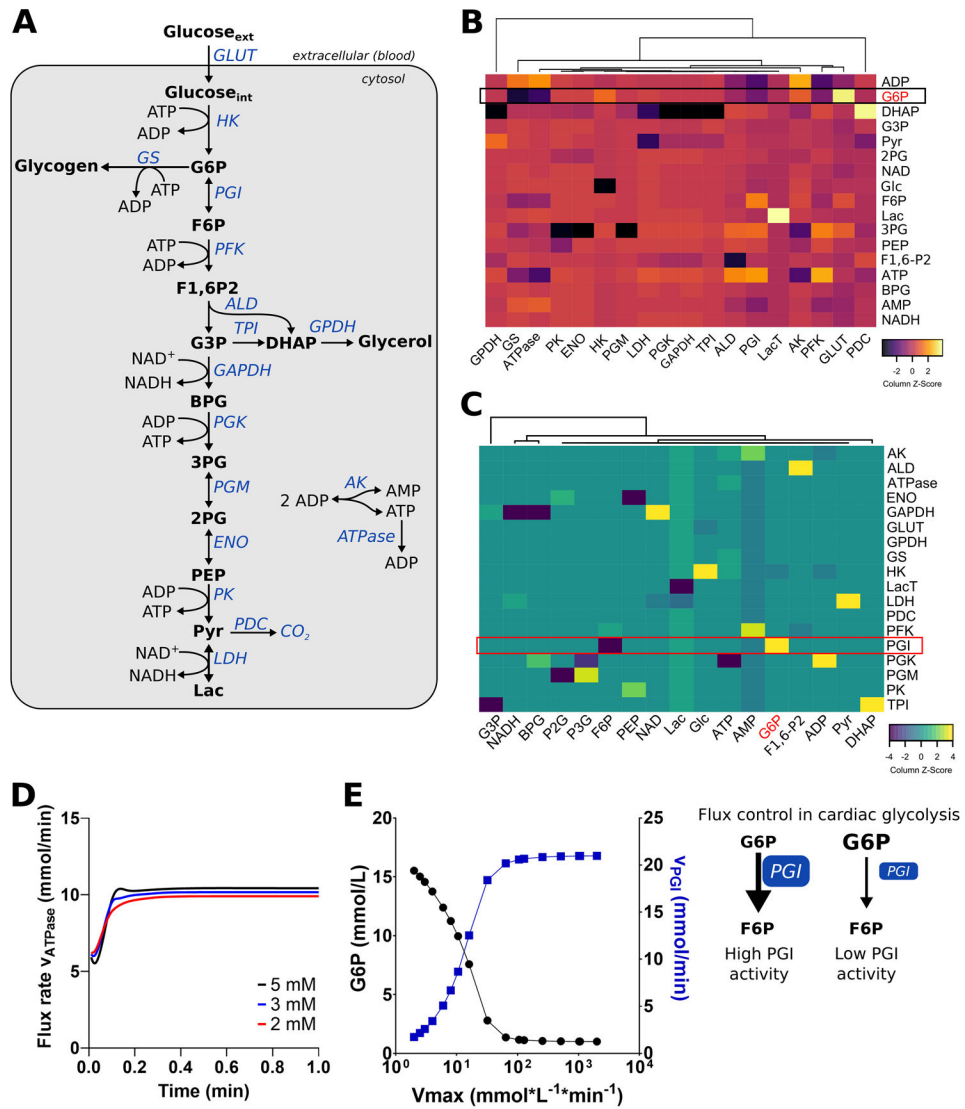 A
Glucose_ext
GLUT
extracellular (blood)
cytosol
Glucose_int
ATP
ADP
HK
Glycogen
GS
G6P
ADP
ATP
PGI
F6P
ATP
ADP
PFK
F1,6P2
ALD
G3P
TPI
DHAP
GPDH
Glycerol
NAD+
NADH
GAPDH
BPG
ADP
ATP
PGK
3PG
PGM
2PG
ENO
PEP
2 ADP
AK
AMP
ATP
ATPase
ADP
ADP
ATP
PK
Pyr
PDC
CO2
NAD+
NADH
LDH
Lac
B
ADP
G6P
DHAP
G3P
Pyr
2PG
NAD
Glc
F6P
Lac
3PG
PEP
F1,6-P2
ATP
BPG
AMP
NADH
GPDH
GS
ATPase
PK
ENO
HK
PGM
LDH
PGK
GAPDH
TPI
ALD
PGI
LacT
AK
PFK
GLUT
PDC
-2 0 2
Column Z-Score
C
AK
ALD
ATPase
ENO
GAPDH
GLUT
GPDH
GS
HK
LacT
LDH
PDC
PFK
PGI
PGK
PGM
PK
TPI
G3P
NADH
BPG
P2G
P3G
F6P
PEP
NAD
Lac
Glc
ATP
AMP
G6P
F1,6-P2
ADP
Pyr
DHAP
-4 -2 0 2 4
Column Z-Score
D
Flux rate v_ATPase (mmol/min)
15
10
5
0
0.0 0.2 0.4 0.6 0.8 1.0
Time (min)
5 mM
3 mM
2 mM
E
G6P (mmol/L)
20
15
10
5
0
10^0 10^1 10^2 10^3 10^4
Vmax (mmol*L^-1*min^-1)
25
20
15
10
5
0
v_PGI (mmol/min)
Flux control in cardiac glycolysis
G6P
PGI
F6P
High PGI
activity
G6P
PGI
F6P
Low PGI
activity